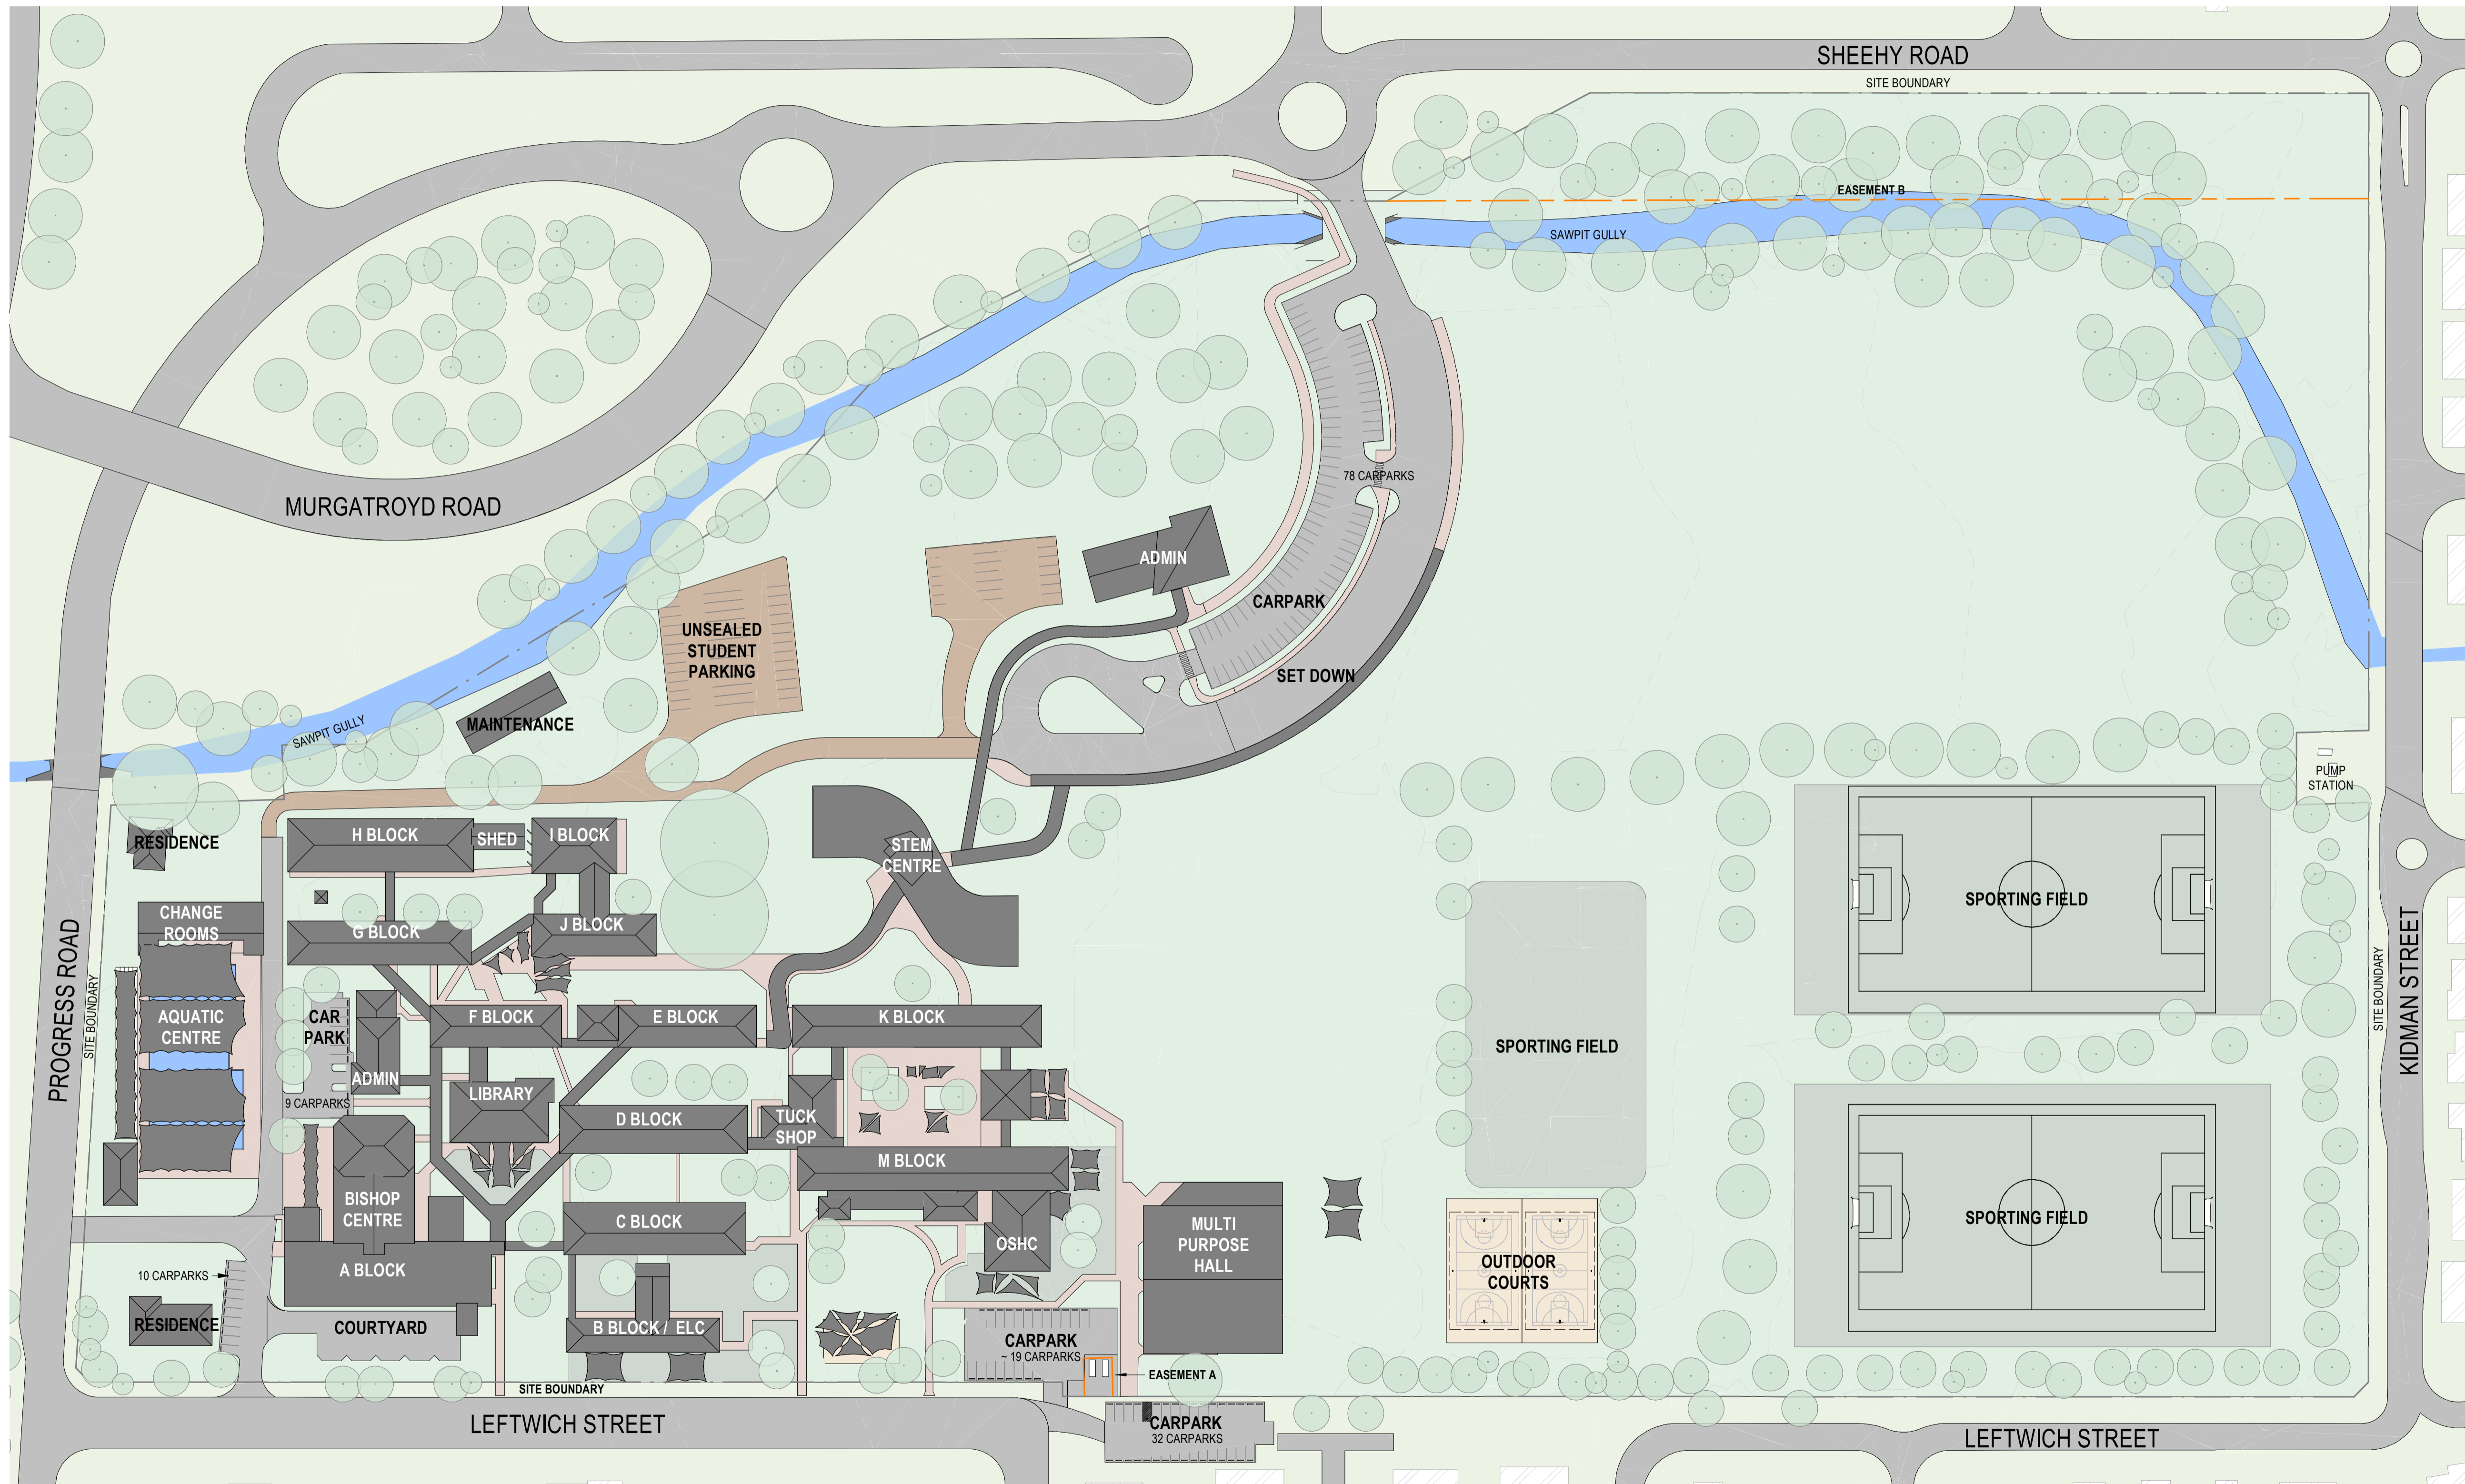 SHEEHY ROAD
SITE BOUNDARY
EASEMENT B
SAWPIT GULLY
78 CARPARKS
MURGATROYD ROAD
ADMIN
CARPARK
UNSEALED
STUDENT
PARKING
SET DOWN
MAINTENANCE
SAWPIT GULLY
PUMP
STATION
RESIDENCE
H BLOCK
SHED
I BLOCK
STEM
CENTRE
SPORTING FIELD
CHANGE
ROOMS
G BLOCK
J BLOCK
PROGRESS ROAD
SITE BOUNDARY
AQUATIC
CENTRE
CAR
PARK
F BLOCK
E BLOCK
K BLOCK
SPORTING FIELD
SITE BOUNDARY
KIDMAN STREET
ADMIN
9 CARPARKS
LIBRARY
D BLOCK
TUCK
SHOP
M BLOCK
BISHOP
CENTRE
C BLOCK
OSHC
MULTI
PURPOSE
HALL
SPORTING FIELD
A BLOCK
10 CARPARKS
OUTDOOR
COURTS
RESIDENCE
COURTYARD
B BLOCK / ELC
CARPARK
~ 19 CARPARKS
EASEMENT A
SITE BOUNDARY
LEFTWICH STREET
CARPARK
32 CARPARKS
LEFTWICH STREET